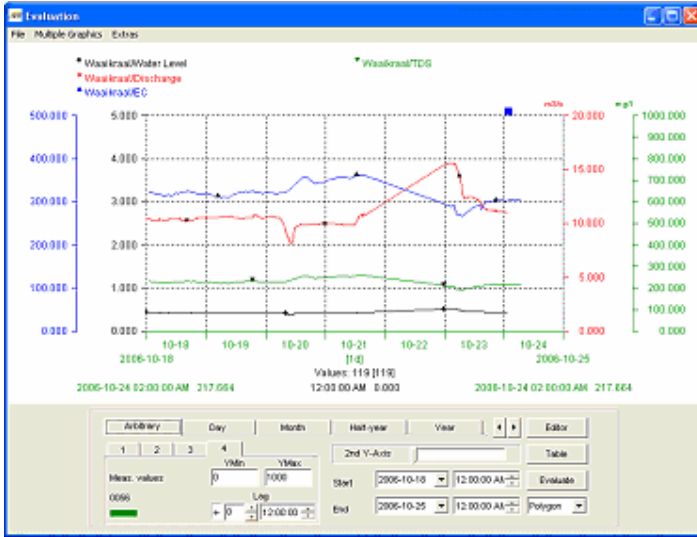 Evaluation
File Multiple Graphics Extras
Waaikraal/Water Level Waaikraal/TDS
Waaikraal/Discharge
Waaikraal/EC
m3/s mg/l
500.000 5.000 20.000 1000.000
900.000
400.000 4.000 800.000
15.000
700.000
300.000 3.000 600.000
10.000 500.000
200.000 2.000 400.000
5.000 300.000
100.000 1.000 200.000
100.000
0.000 0.000 0.000 0.000
10-18 10-19 10-20 10-21 10-22 10-23 10-24
2006-10-18 [1d] 2006-10-25
Values: 119 [119]
2006-10-24 02:00:00 AM 217.664 12:00:00 AM 0.000 2006-10-24 02:00:00 AM 217.664
Arbitrary Day Month Half-year Year Editor
1 2 3 4 2nd Y-Axis Table
YMin YMax
Meas. values 0 1000 Start 2006-10-18 12:00:00 AM Evaluate
0066 Lag
+ 0 12:00:00 End 2006-10-25 12:00:00 AM Polygon